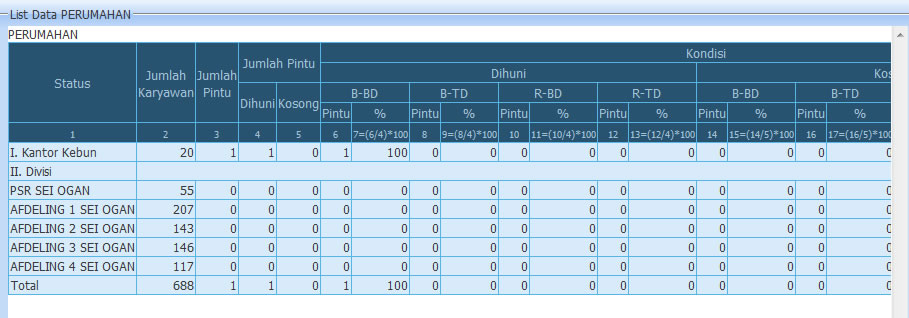 List Data PERUMAHAN
PERUMAHAN
Status Jumlah Karyawan Jumlah Pintu Jumlah Pintu Kondisi
Dihuni
Dihuni Kosong B-BD B-TD R-BD R-TD B-BD B-TD
Pintu % Pintu % Pintu % Pintu % Pintu % Pintu %
1 2 3 4 5 6 7=(6/4)*100 8 9=(8/4)*100 10 11=(10/4)*100 12 13=(12/4)*100 14 15=(14/5)*100 16 17=(16/5)*100
I. Kantor Kebun 20 1 1 0 1 100 0 0 0 0 0 0 0 0 0 0
II. Divisi
PSR SEI OGAN 55 0 0 0 0 0 0 0 0 0 0 0 0 0 0 0
AFDELING 1 SEI OGAN 207 0 0 0 0 0 0 0 0 0 0 0 0 0 0 0
AFDELING 2 SEI OGAN 143 0 0 0 0 0 0 0 0 0 0 0 0 0 0 0
AFDELING 3 SEI OGAN 146 0 0 0 0 0 0 0 0 0 0 0 0 0 0 0
AFDELING 4 SEI OGAN 117 0 0 0 0 0 0 0 0 0 0 0 0 0 0 0
Total 688 1 1 0 1 100 0 0 0 0 0 0 0 0 0 0